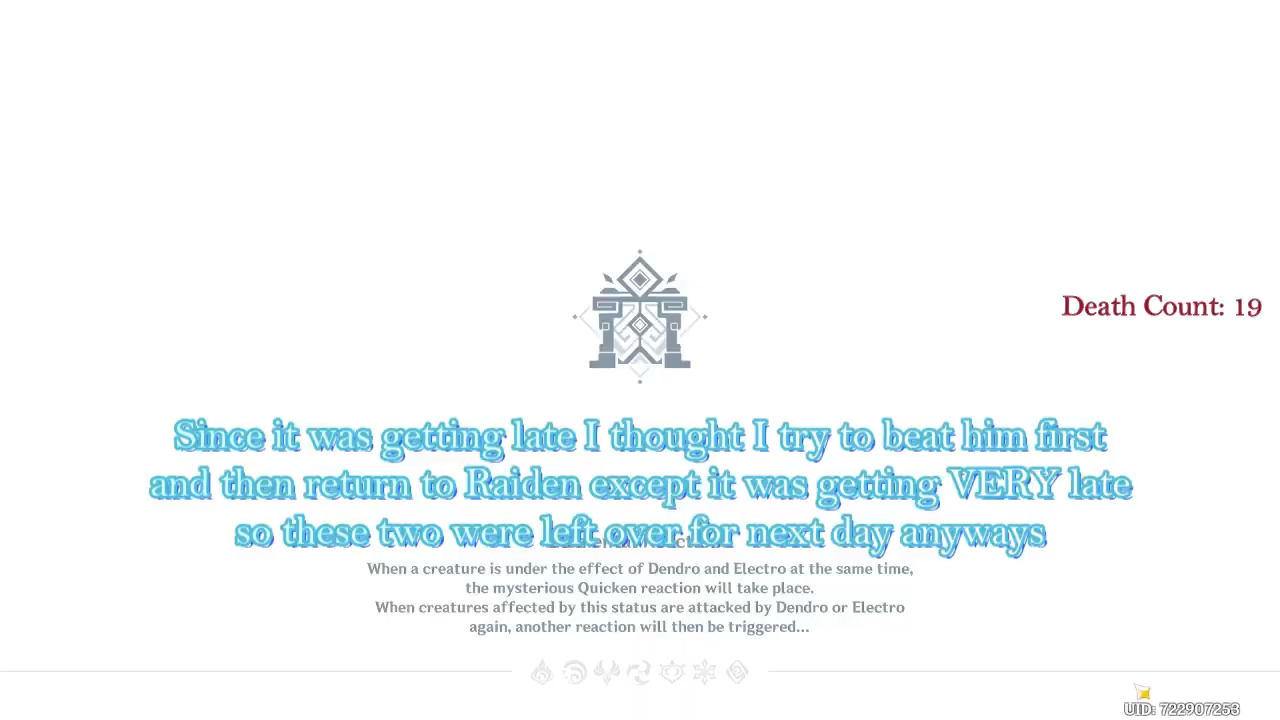 Death Count: 19
Since it was getting late I thought I try to beat him first
and then return to Raiden except it was getting VERY late
so these two were left over for next day anyways
When a creature is under the effect of Dendro and Electro at the same time,
the mysterious Quicken reaction will take place.
When creatures affected by this status are attacked by Dendro or Electro
again, another reaction will then be triggered...
UID: 722907253